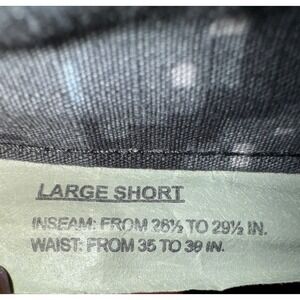 LARGE SHORT
INSEAM: FROM 26½ TO 29½ IN.
WAIST: FROM 35 TO 39 IN.